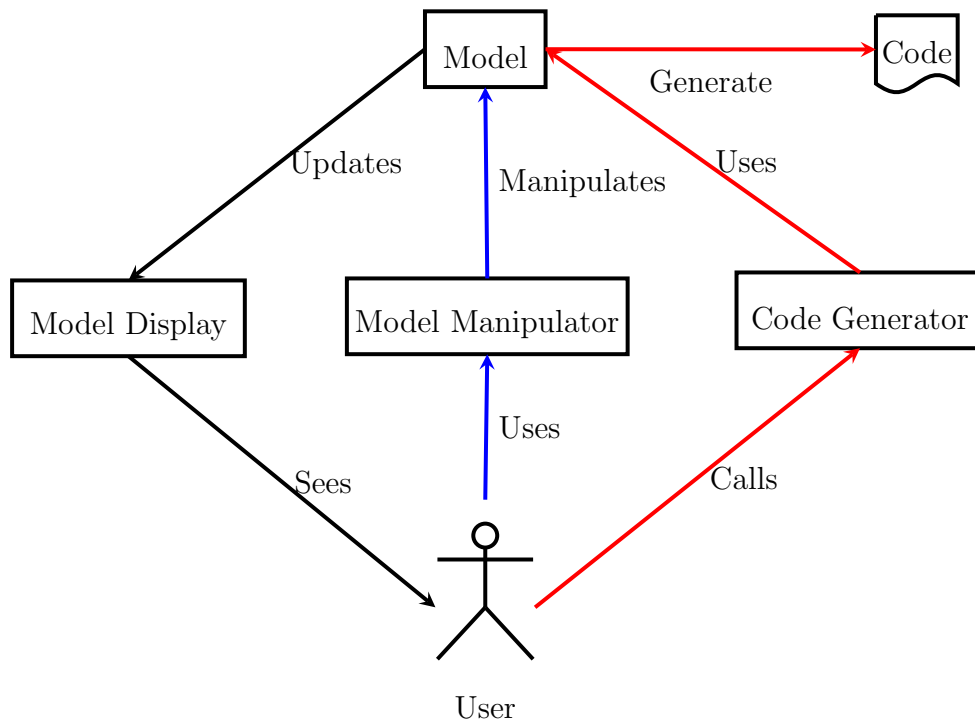 Model
Code
Generate
Updates
Uses
Manipulates
Model Display
Model Manipulator
Code Generator
Uses
Sees
Calls
User